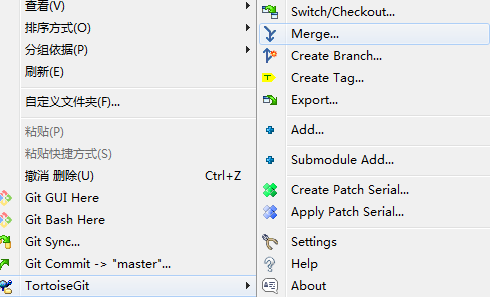 查看(V)
排序方式(O)
分组依据(P)
刷新(E)
自定义文件夹(F)...
粘贴(P)
粘贴快捷方式(S)
撤消 删除(U) Ctrl+Z
Git GUI Here
Git Bash Here
Git Sync...
Git Commit -> "master"...
TortoiseGit
Switch/Checkout...
Merge...
Create Branch...
Create Tag...
Export...
Add...
Submodule Add...
Create Patch Serial...
Apply Patch Serial...
Settings
Help
About